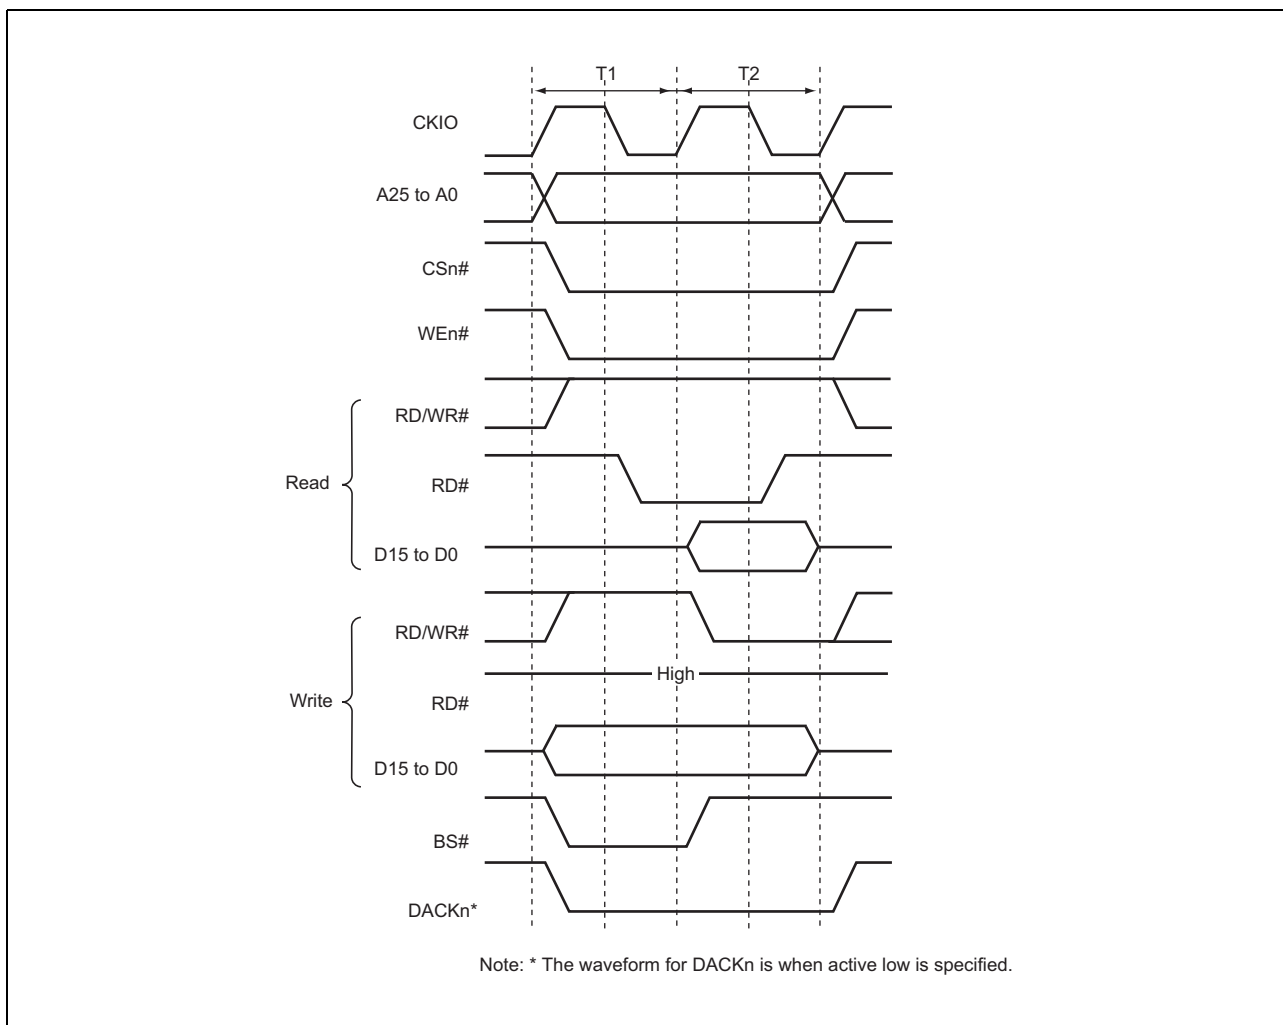 T1 T2
CKIO
A25 to A0
CSn#
WEn#
RD/WR#
Read
RD#
D15 to D0
RD/WR#
High
Write
RD#
D15 to D0
BS#
DACKn*
Note: * The waveform for DACKn is when active low is specified.